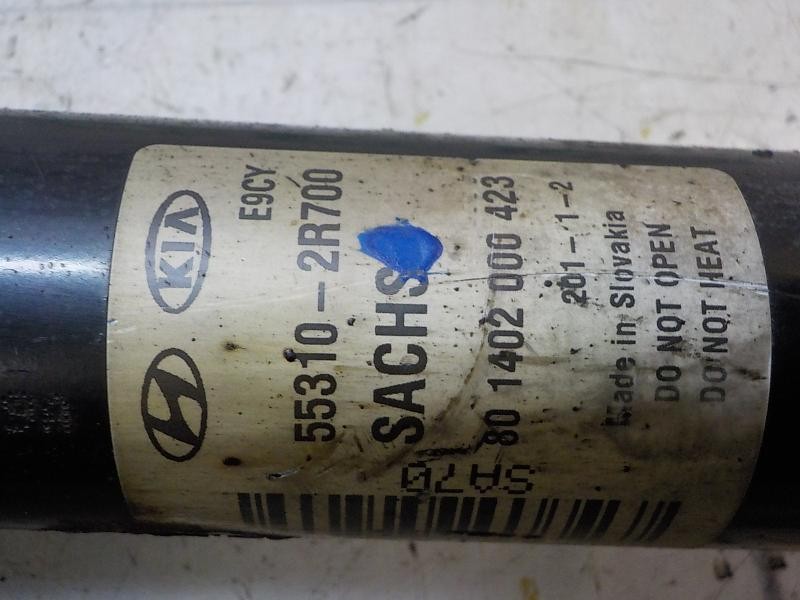 KIA
E9CY
55310-2R700
SACHS
80 1402 000 423
201-1-2
Made in Slovakia
DO NOT OPEN
DO NOT HEAT